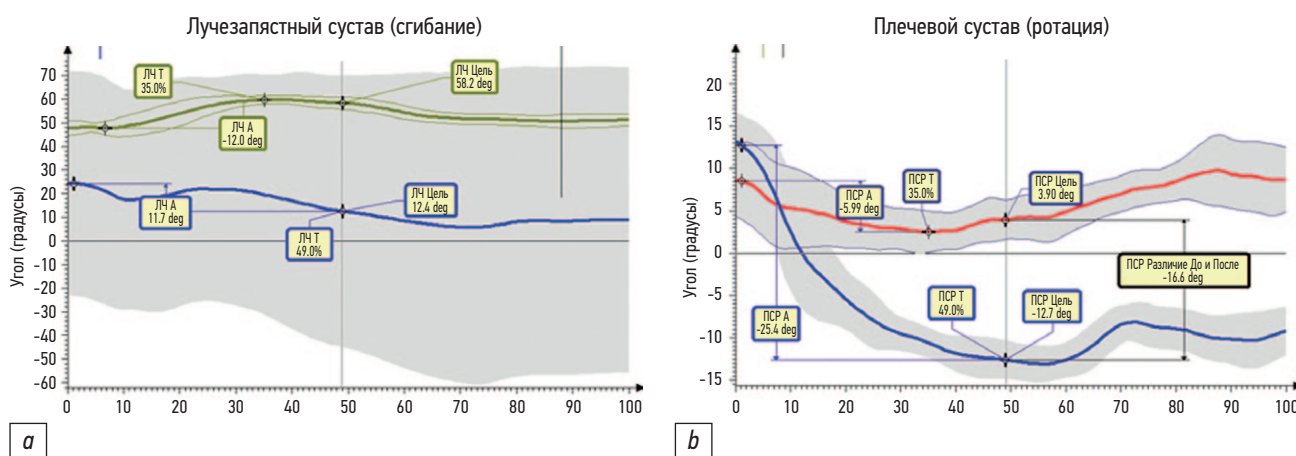 Лучезапястный сустав (сгибание)
Угол (градусы)
70
60
50
40
30
20
10
0
-10
-20
-30
-40
-50
-60
0 10 20 30 40 50 60 70 80 90 100
ЛЧ Т
35.0%
ЛЧ Цель
58.2 deg
ЛЧ А
-12.0 deg
ЛЧ А
11.7 deg
ЛЧ Цель
12.4 deg
ЛЧ Т
49.0%
a
Плечевой сустав (ротация)
Угол (градусы)
20
15
10
5
0
-5
-10
-15
0 10 20 30 40 50 60 70 80 90 100
ПСР А
-5.99 deg
ПСР Т
35.0%
ПСР Цель
3.90 deg
ПСР Различие До и После
-16.6 deg
ПСР А
-25.4 deg
ПСР Т
49.0%
ПСР Цель
-12.7 deg
b